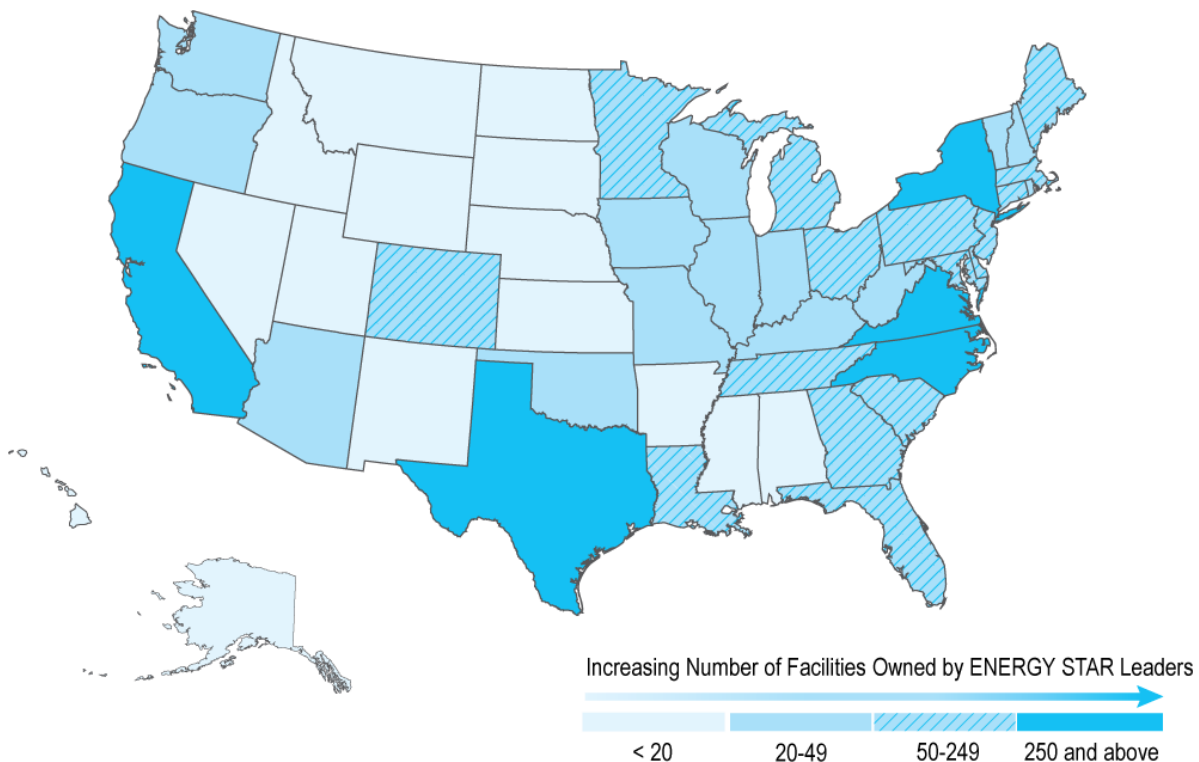 Increasing Number of Facilities Owned by ENERGY STAR Leaders
< 20 20-49 50-249 250 and above